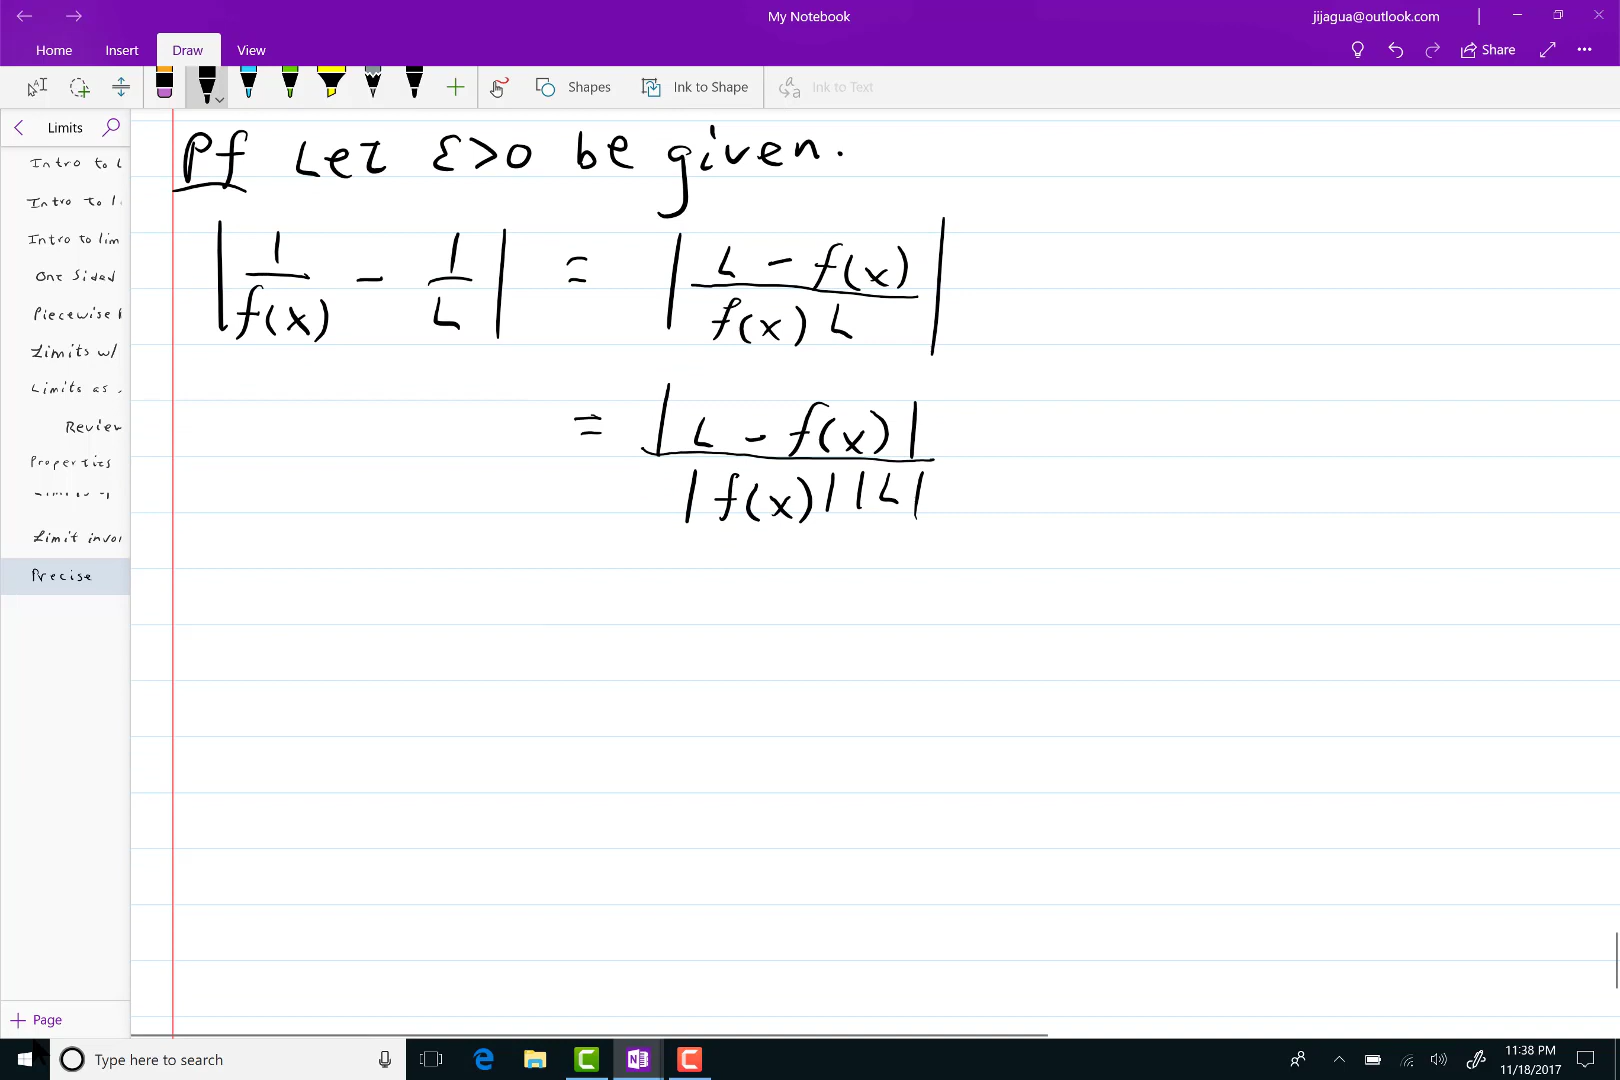 My Notebook
jijagua@outlook.com
Home Insert Draw View
Share
Shapes
Ink to Shape
Ink to Text
Limits
Intro to L
Intro to l
Intro to lim
One Sided
Piecewise
Limits w/
Limits as
Review
Properties
Limit invol
Precise
+ Page
Pf Let ε>0 be given.
| 1/f(x) - 1/L | = | (L - f(x))/(f(x) L) |
= |L - f(x)| / (|f(x)| |L|)
Type here to search
11:38 PM
11/18/2017